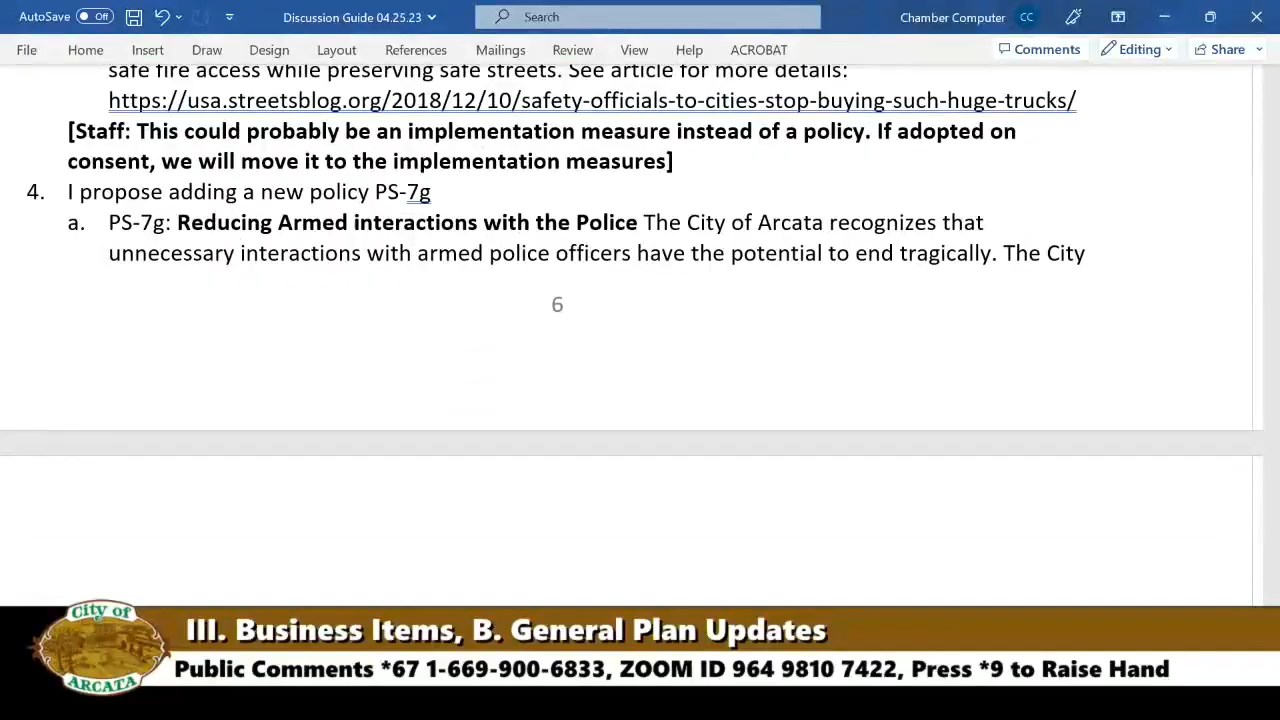 AutoSave Off Discussion Guide 04.25.23 Search Chamber Computer CC
File Home Insert Draw Design Layout References Mailings Review View Help ACROBAT Comments Editing Share
safe fire access while preserving safe streets. See article for more details:
https://usa.streetsblog.org/2018/12/10/safety-officials-to-cities-stop-buying-such-huge-trucks/
[Staff: This could probably be an implementation measure instead of a policy. If adopted on
consent, we will move it to the implementation measures]
4. I propose adding a new policy PS-7g
a. PS-7g: Reducing Armed interactions with the Police The City of Arcata recognizes that
unnecessary interactions with armed police officers have the potential to end tragically. The City
6
City of
ARCATA
III. Business Items, B. General Plan Updates
Public Comments *67 1-669-900-6833, ZOOM ID 964 9810 7422, Press *9 to Raise Hand